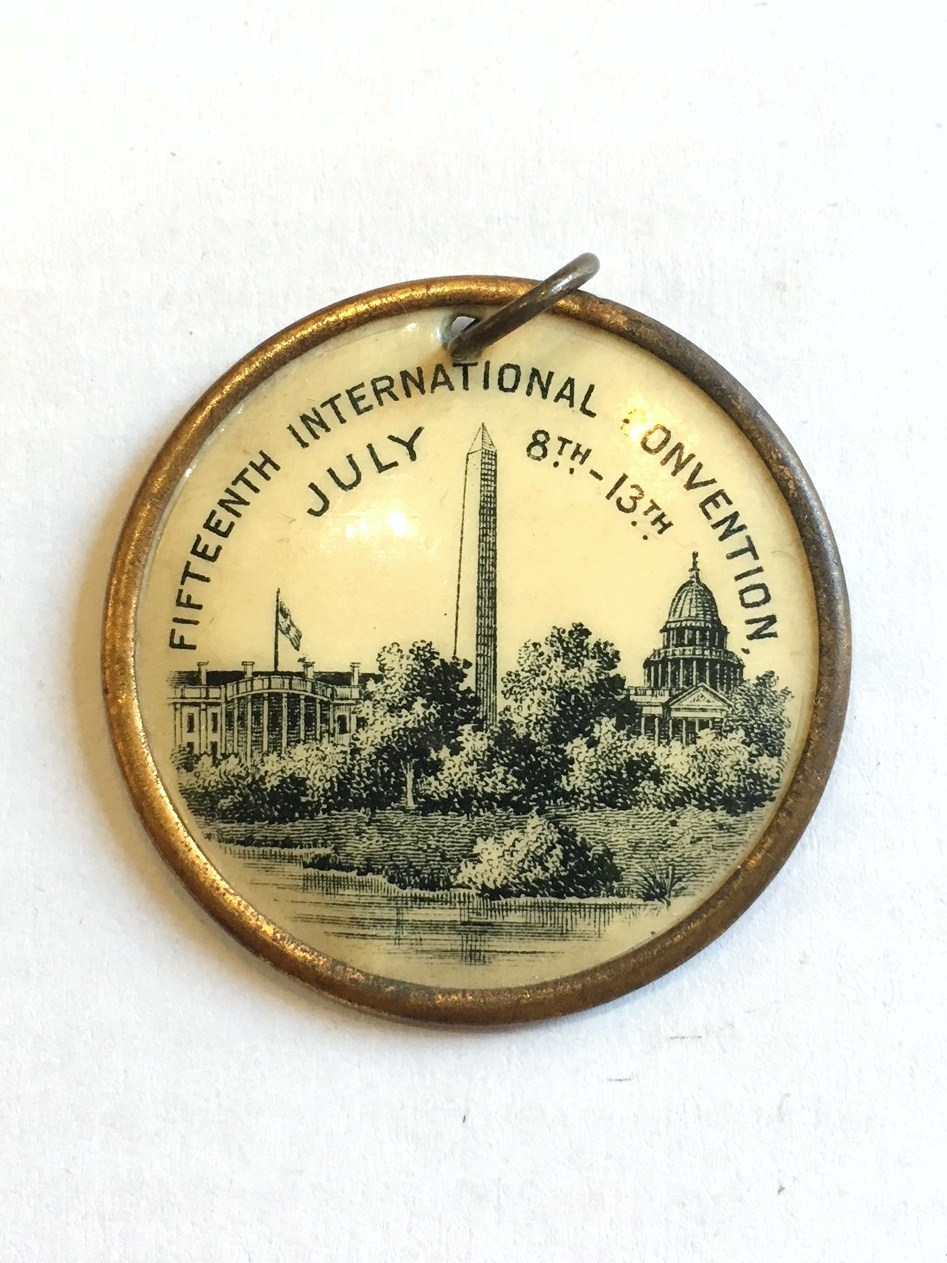 FIFTEENTH INTERNATIONAL CONVENTION,
JULY 8TH-13TH